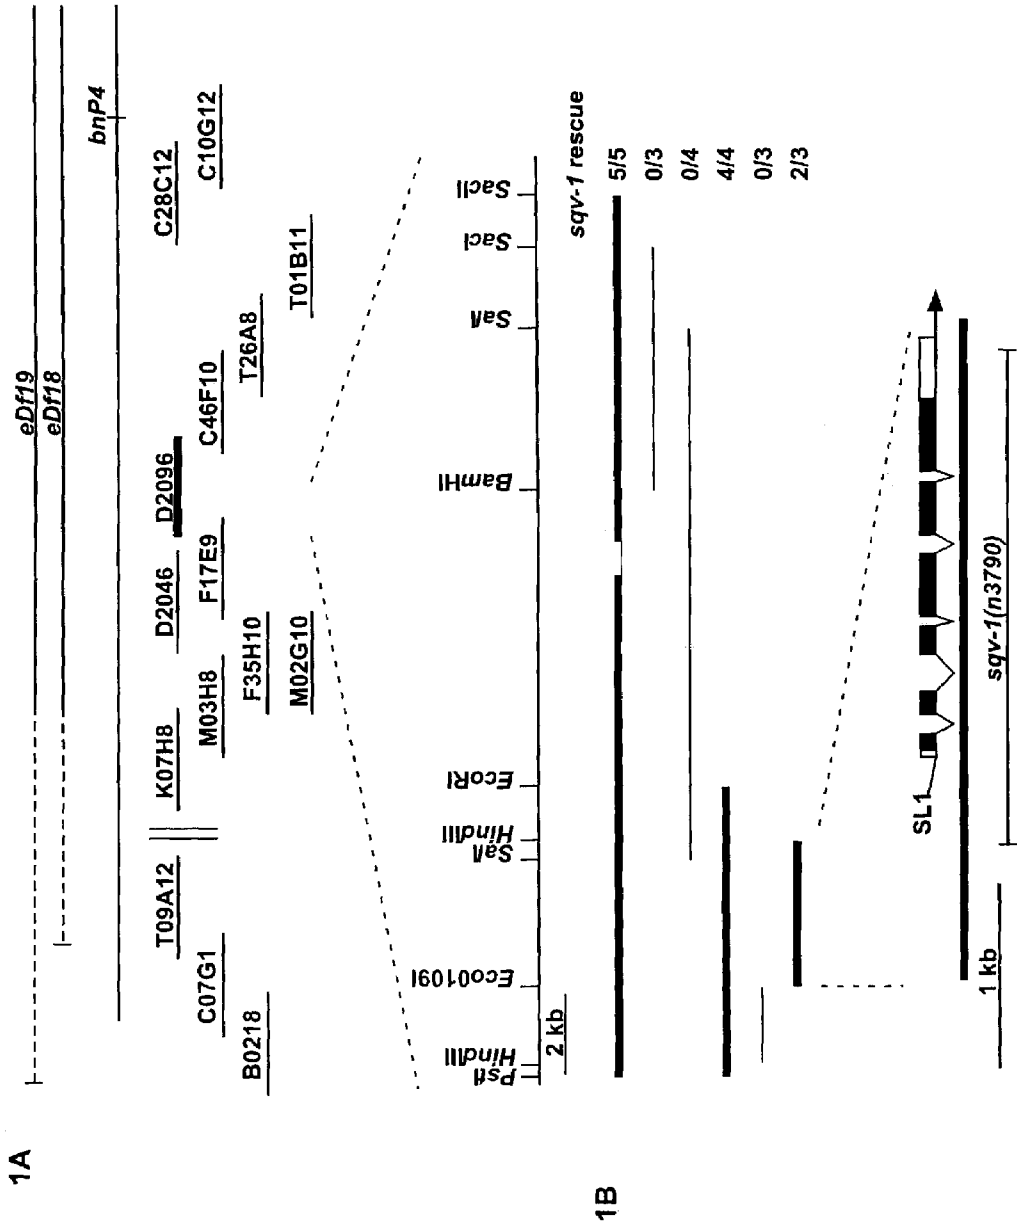 1A
eDf19
eDf18
bnP4
T09A12
K07H8
D2046
D2096
C28C12
C07G1
M03H8
F17E9
C46F10
C10G12
B0218
F35H10
T26A8
M02G10
T01B11
1B
PstI
HindIII
Eco0109I
SalI
HindIII
EcoRI
BamHI
SalI
SacI
SacII
2 kb
sqv-1 rescue
5/5
0/3
0/4
4/4
0/3
2/3
SL1
1 kb
sqv-1(n3790)